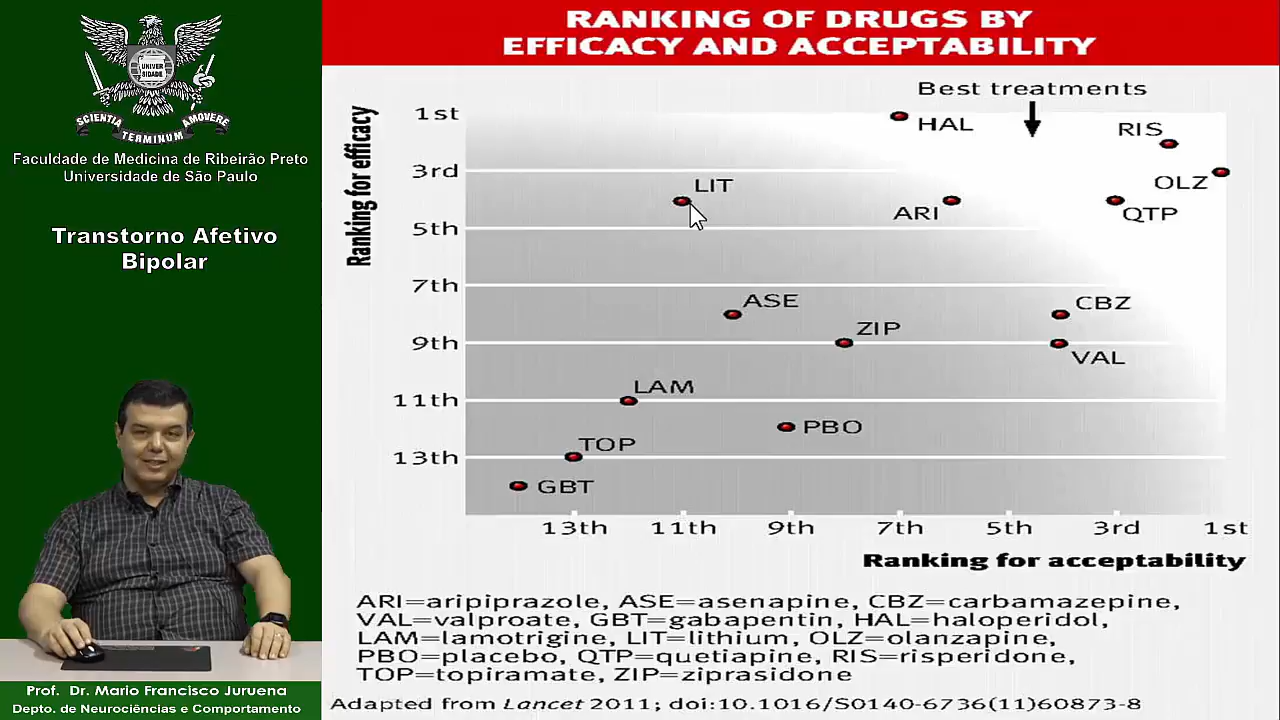 UNIVER
SIDADE
SCIENTIA TERMINUM AMOVERE
Faculdade de Medicina de Ribeirão Preto
Universidade de São Paulo
Transtorno Afetivo
Bipolar
Prof. Dr. Mario Francisco Juruena
Depto. de Neurociências e Comportamento
RANKING OF DRUGS BY
EFFICACY AND ACCEPTABILITY
Best treatments
Ranking for efficacy
1st
3rd
5th
7th
9th
11th
13th
HAL
RIS
OLZ
LIT
ARI
QTP
ASE
CBZ
ZIP
VAL
LAM
PBO
TOP
GBT
13th 11th 9th 7th 5th 3rd 1st
Ranking for acceptability
ARI=aripiprazole, ASE=asenapine, CBZ=carbamazepine,
VAL=valproate, GBT=gabapentin, HAL=haloperidol,
LAM=lamotrigine, LIT=lithium, OLZ=olanzapine,
PBO=placebo, QTP=quetiapine, RIS=risperidone,
TOP=topiramate, ZIP=ziprasidone
Adapted from Lancet 2011; doi:10.1016/S0140-6736(11)60873-8